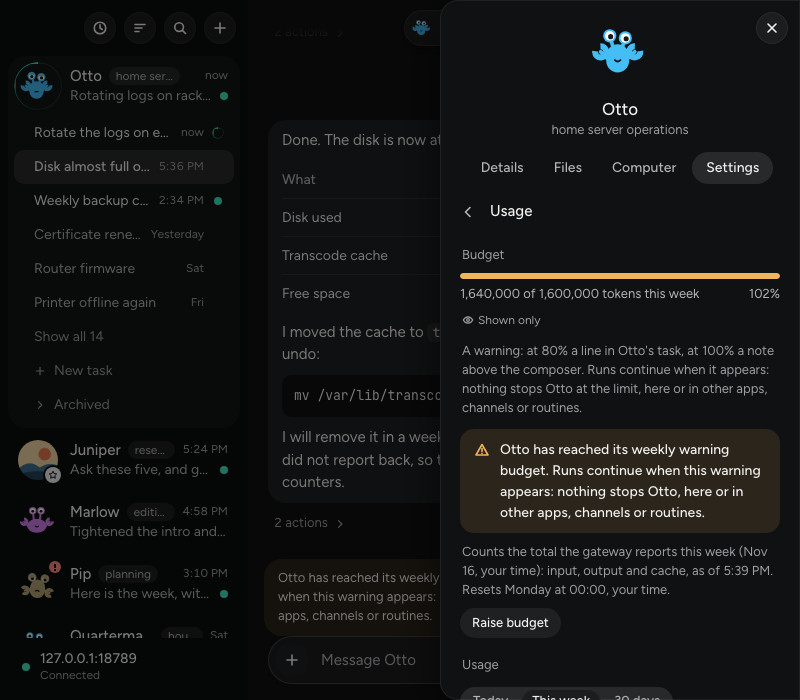 2 actions
Otto home ser... now
Rotating logs on rack...
Rotate the logs on e... now
Disk almost full o... 5:36 PM
Weekly backup c... 2:34 PM
Certificate rene... Yesterday
Router firmware Sat
Printer offline again Fri
Show all 14
New task
Archived
Juniper rese... 5:24 PM
Ask these five, and g...
Marlow editi... 4:58 PM
Tightened the intro and...
Pip planning 3:10 PM
Here is the week, wit...
Quarterma hou... Sat
127.0.0.1:18789
Connected
Done. The disk is now at
What
Disk used
Transcode cache
Free space
I moved the cache to
undo:
mv /var/lib/transco
I will remove it in a week
did not report back, so t
counters.
2 actions
Otto has reached its weekly
when this warning appears:
apps, channels or routines.
Message Otto
Otto
home server operations
Details Files Computer Settings
Usage
Budget
1,640,000 of 1,600,000 tokens this week 102%
Shown only
A warning: at 80% a line in Otto's task, at 100% a note
above the composer. Runs continue when it appears:
nothing stops Otto at the limit, here or in other apps,
channels or routines.
Otto has reached its weekly warning
budget. Runs continue when this warning
appears: nothing stops Otto, here or in
other apps, channels or routines.
Counts the total the gateway reports this week (Nov
16, your time): input, output and cache, as of 5:39 PM.
Resets Monday at 00:00, your time.
Raise budget
Usage
Today This week 30 days